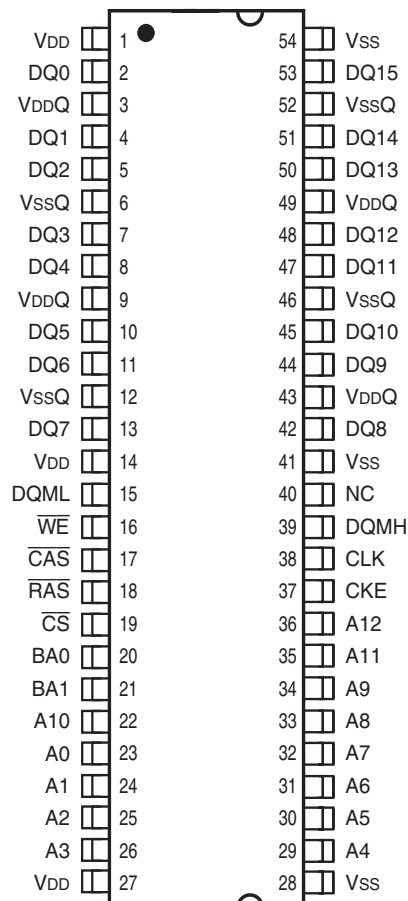 VDD 1 54 VSS
DQ0 2 53 DQ15
VDDQ 3 52 VSSQ
DQ1 4 51 DQ14
DQ2 5 50 DQ13
VSSQ 6 49 VDDQ
DQ3 7 48 DQ12
DQ4 8 47 DQ11
VDDQ 9 46 VSSQ
DQ5 10 45 DQ10
DQ6 11 44 DQ9
VSSQ 12 43 VDDQ
DQ7 13 42 DQ8
VDD 14 41 VSS
DQML 15 40 NC
W̅E̅ 16 39 DQMH
C̅A̅S̅ 17 38 CLK
R̅A̅S̅ 18 37 CKE
C̅S̅ 19 36 A12
BA0 20 35 A11
BA1 21 34 A9
A10 22 33 A8
A0 23 32 A7
A1 24 31 A6
A2 25 30 A5
A3 26 29 A4
VDD 27 28 VSS